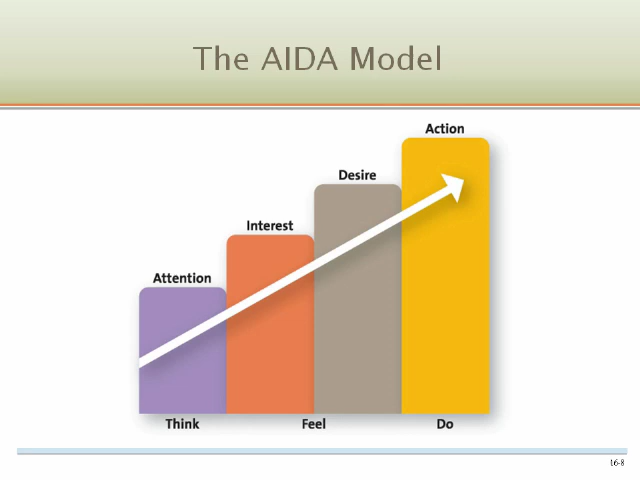 The AIDA Model
Action
Desire
Interest
Attention
Think Feel Do
16-8